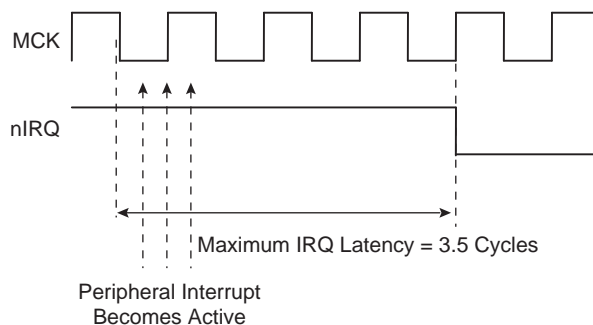 MCK
nIRQ
Maximum IRQ Latency = 3.5 Cycles
Peripheral Interrupt
Becomes Active